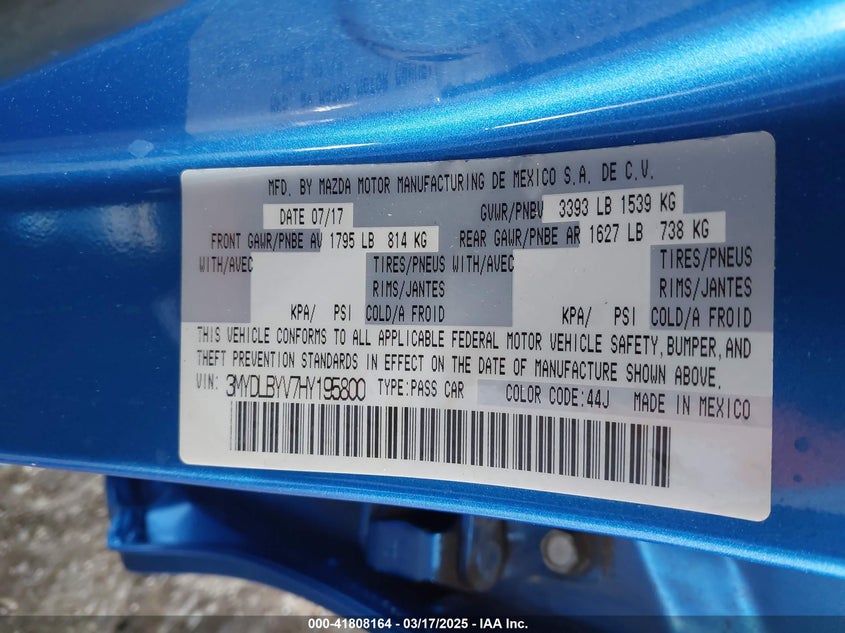 MFD. BY MAZDA MOTOR MANUFACTURING DE MEXICO S.A. DE C.V.
DATE 07/17 GVWR/PNBV 3393 LB 1539 KG
FRONT GAWR/PNBE AV 1795 LB 814 KG REAR GAWR/PNBE AR 1627 LB 738 KG
WITH/AVEC TIRES/PNEUS WITH/AVEC TIRES/PNEUS
RIMS/JANTES RIMS/JANTES
KPA/ PSI COLD/A FROID KPA/ PSI COLD/A FROID
THIS VEHICLE CONFORMS TO ALL APPLICABLE FEDERAL MOTOR VEHICLE SAFETY, BUMPER, AND
THEFT PREVENTION STANDARDS IN EFFECT ON THE DATE OF MANUFACTURE SHOWN ABOVE.
VIN: 3MYDLBYV7HY195800 TYPE:PASS CAR COLOR CODE:44J MADE IN MEXICO
000-41808164 — 03/17/2025 — IAA Inc.